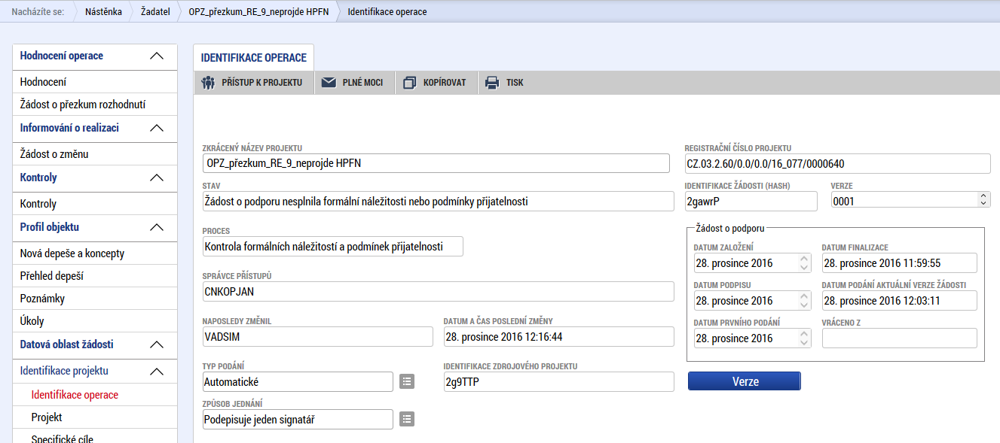 Nacházíte se: Nástěnka Žadatel OPZ_přezkum_RE_9_neprojde HPFN Identifikace operace
Hodnocení operace
Hodnocení
Žádost o přezkum rozhodnutí
Informování o realizaci
Žádost o změnu
Kontroly
Kontroly
Profil objektu
Nová depeše a koncepty
Přehled depeší
Poznámky
Úkoly
Datová oblast žádosti
Identifikace projektu
Identifikace operace
Projekt
Specifické cíle
IDENTIFIKACE OPERACE
PŘÍSTUP K PROJEKTU PLNÉ MOCI KOPÍROVAT TISK
ZKRÁCENÝ NÁZEV PROJEKTU
OPZ_přezkum_RE_9_neprojde HPFN
STAV
Žádost o podporu nesplnila formální náležitosti nebo podmínky přijatelnosti
PROCES
Kontrola formálních náležitostí a podmínek přijatelnosti
SPRÁVCE PŘÍSTUPŮ
CNKOPJAN
NAPOSLEDY ZMĚNIL DATUM A ČAS POSLEDNÍ ZMĚNY
VADSIM 28. prosince 2016 12:16:44
TYP PODÁNÍ IDENTIFIKACE ZDROJOVÉHO PROJEKTU
Automatické 2g9TTP
ZPŮSOB JEDNÁNÍ
Podepisuje jeden signatář
REGISTRAČNÍ ČÍSLO PROJEKTU
CZ.03.2.60/0.0/0.0/16_077/0000640
IDENTIFIKACE ŽÁDOSTI (HASH) VERZE
2gawrP 0001
Žádost o podporu
DATUM ZALOŽENÍ DATUM FINALIZACE
28. prosince 2016 28. prosince 2016 11:59:55
DATUM PODPISU DATUM PODÁNÍ AKTUÁLNÍ VERZE ŽÁDOSTI
28. prosince 2016 28. prosince 2016 12:03:11
DATUM PRVNÍHO PODÁNÍ VRÁCENO Z
28. prosince 2016
Verze